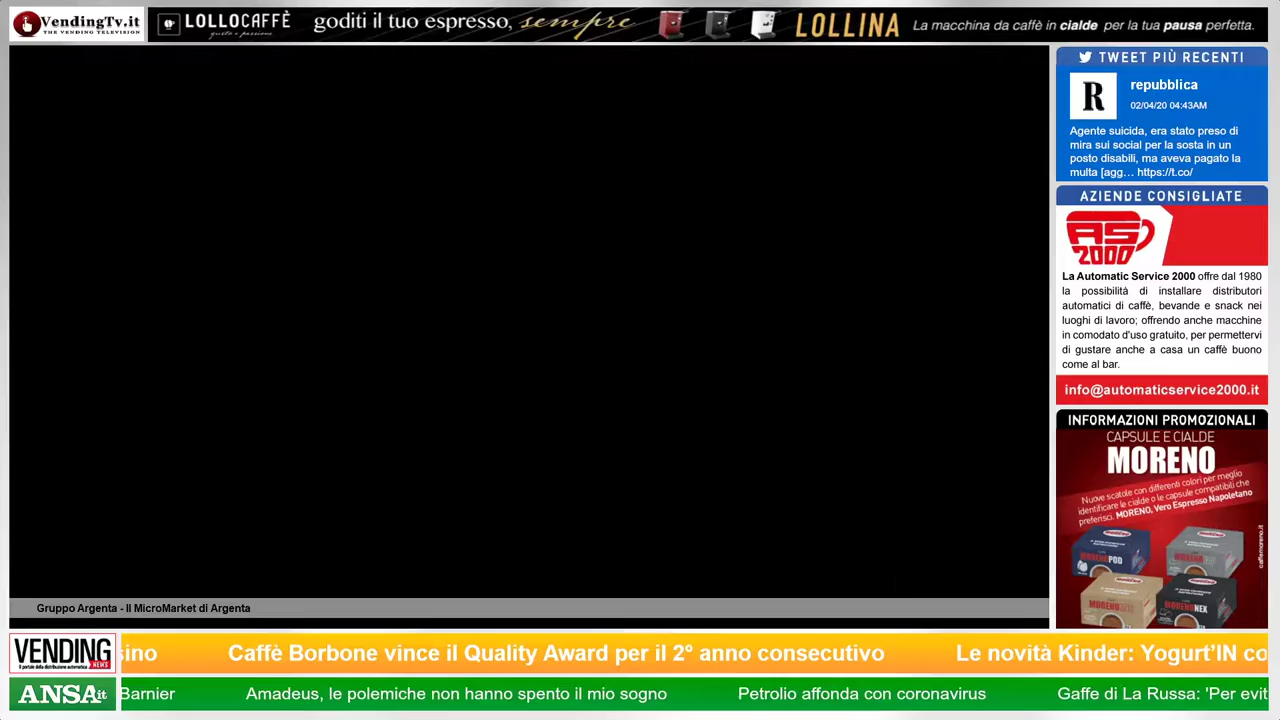 VendingTv.it
THE VENDING TELEVISION
LOLLOCAFFÈ
gusto e passione
goditi il tuo espresso, sempre
LOLLINA
La macchina da caffè in cialde per la tua pausa perfetta.
TWEET PIÙ RECENTI
R
repubblica
02/04/20 04:43AM
Agente suicida, era stato preso di
mira sui social per la sosta in un
posto disabili, ma aveva pagato la
multa [agg… https://t.co/
AZIENDE CONSIGLIATE
AS
2000
La Automatic Service 2000 offre dal 1980
la possibilità di installare distributori
automatici di caffè, bevande e snack nei
luoghi di lavoro; offrendo anche macchine
in comodato d'uso gratuito, per permettervi
di gustare anche a casa un caffè buono
come al bar.
info@automaticservice2000.it
INFORMAZIONI PROMOZIONALI
CAPSULE E CIALDE
MORENO
Nuove scatole con differenti colori per meglio
identificare le cialde o le capsule compatibili che
preferisci. MORENO, Vero Espresso Napoletano
caffemoreno.it
MORENOPOD
MORENONEX
Gruppo Argenta - Il MicroMarket di Argenta
VENDING
NEWS
Il portale della distribuzione automatica
sino Caffè Borbone vince il Quality Award per il 2° anno consecutivo Le novità Kinder: Yogurt’IN co
ANSA.it
Barnier Amadeus, le polemiche non hanno spento il mio sogno Petrolio affonda con coronavirus Gaffe di La Russa: 'Per evit